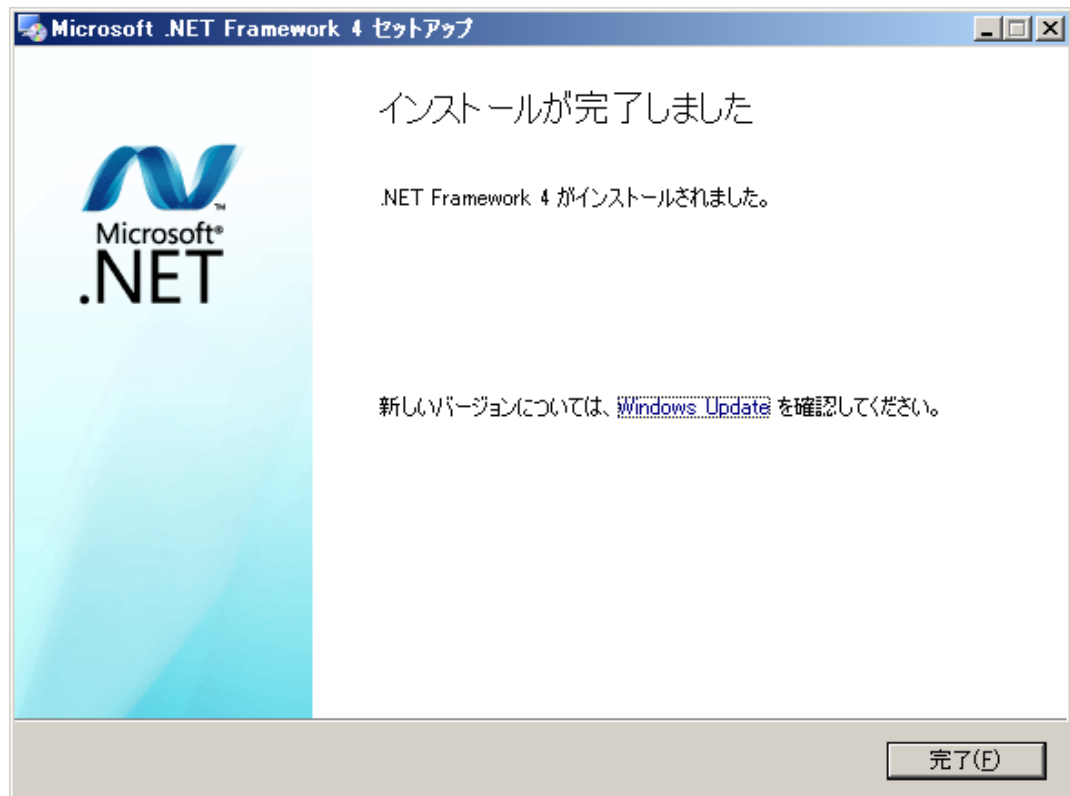 Microsoft .NET Framework 4 セットアップ
インストールが完了しました
.NET Framework 4 がインストールされました。
Microsoft®
.NET
™
新しいバージョンについては、Windows Update を確認してください。
完了(F)